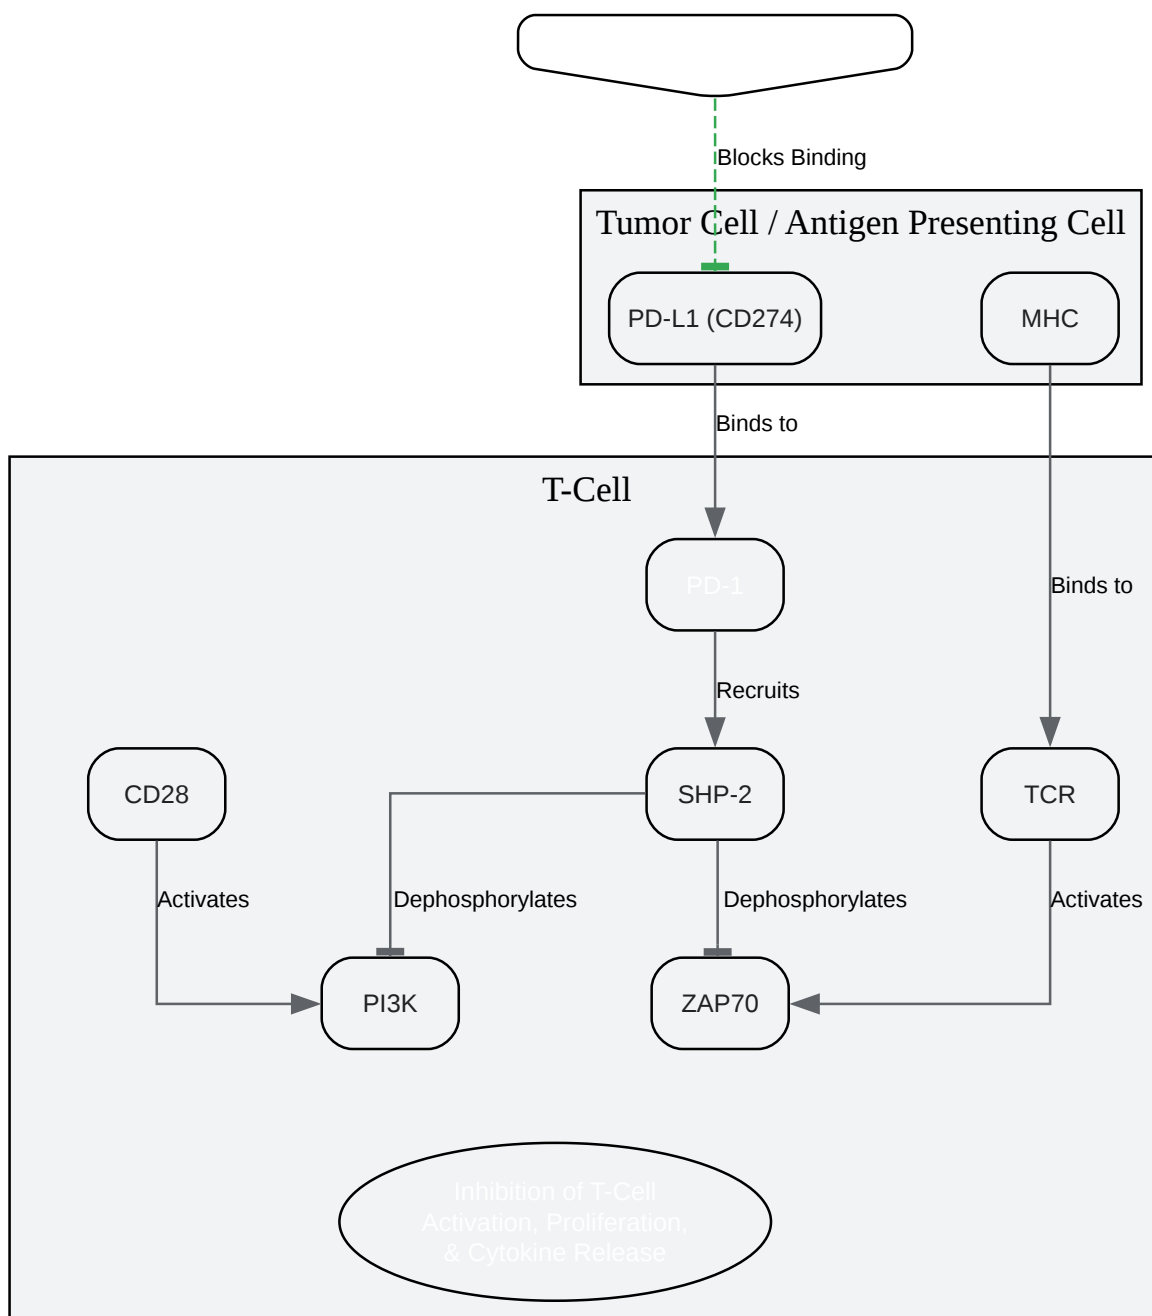 Blocks Binding
Tumor Cell / Antigen Presenting Cell
PD-L1 (CD274)
MHC
Binds to
T-Cell
PD-1
Binds to
Recruits
CD28
SHP-2
TCR
Activates
Dephosphorylates
Dephosphorylates
Activates
PI3K
ZAP70
Inhibition of T-Cell
Activation, Proliferation,
& Cytokine Release